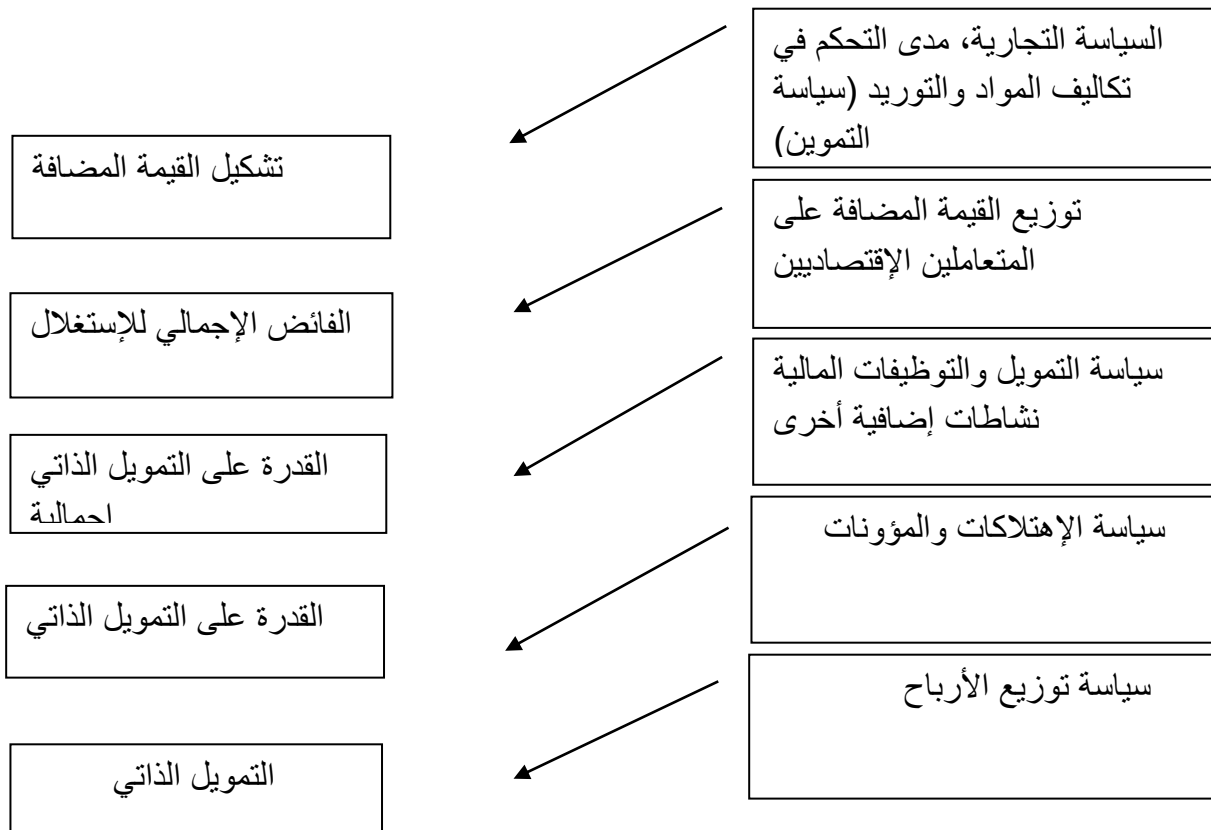 السياسة التجارية، مدى التحكم في
تكاليف المواد والتوريد (سياسة
التموين)
تشكيل القيمة المضافة
توزيع القيمة المضافة على
المتعاملين الإقتصاديين
الفائض الإجمالي للإستغلال
سياسة التمويل والتوظيفات المالية
نشاطات إضافية أخرى
القدرة على التمويل الذاتي
اجمالية
سياسة الإهتلاكات والمؤونات
القدرة على التمويل الذاتي
سياسة توزيع الأرباح
التمويل الذاتي